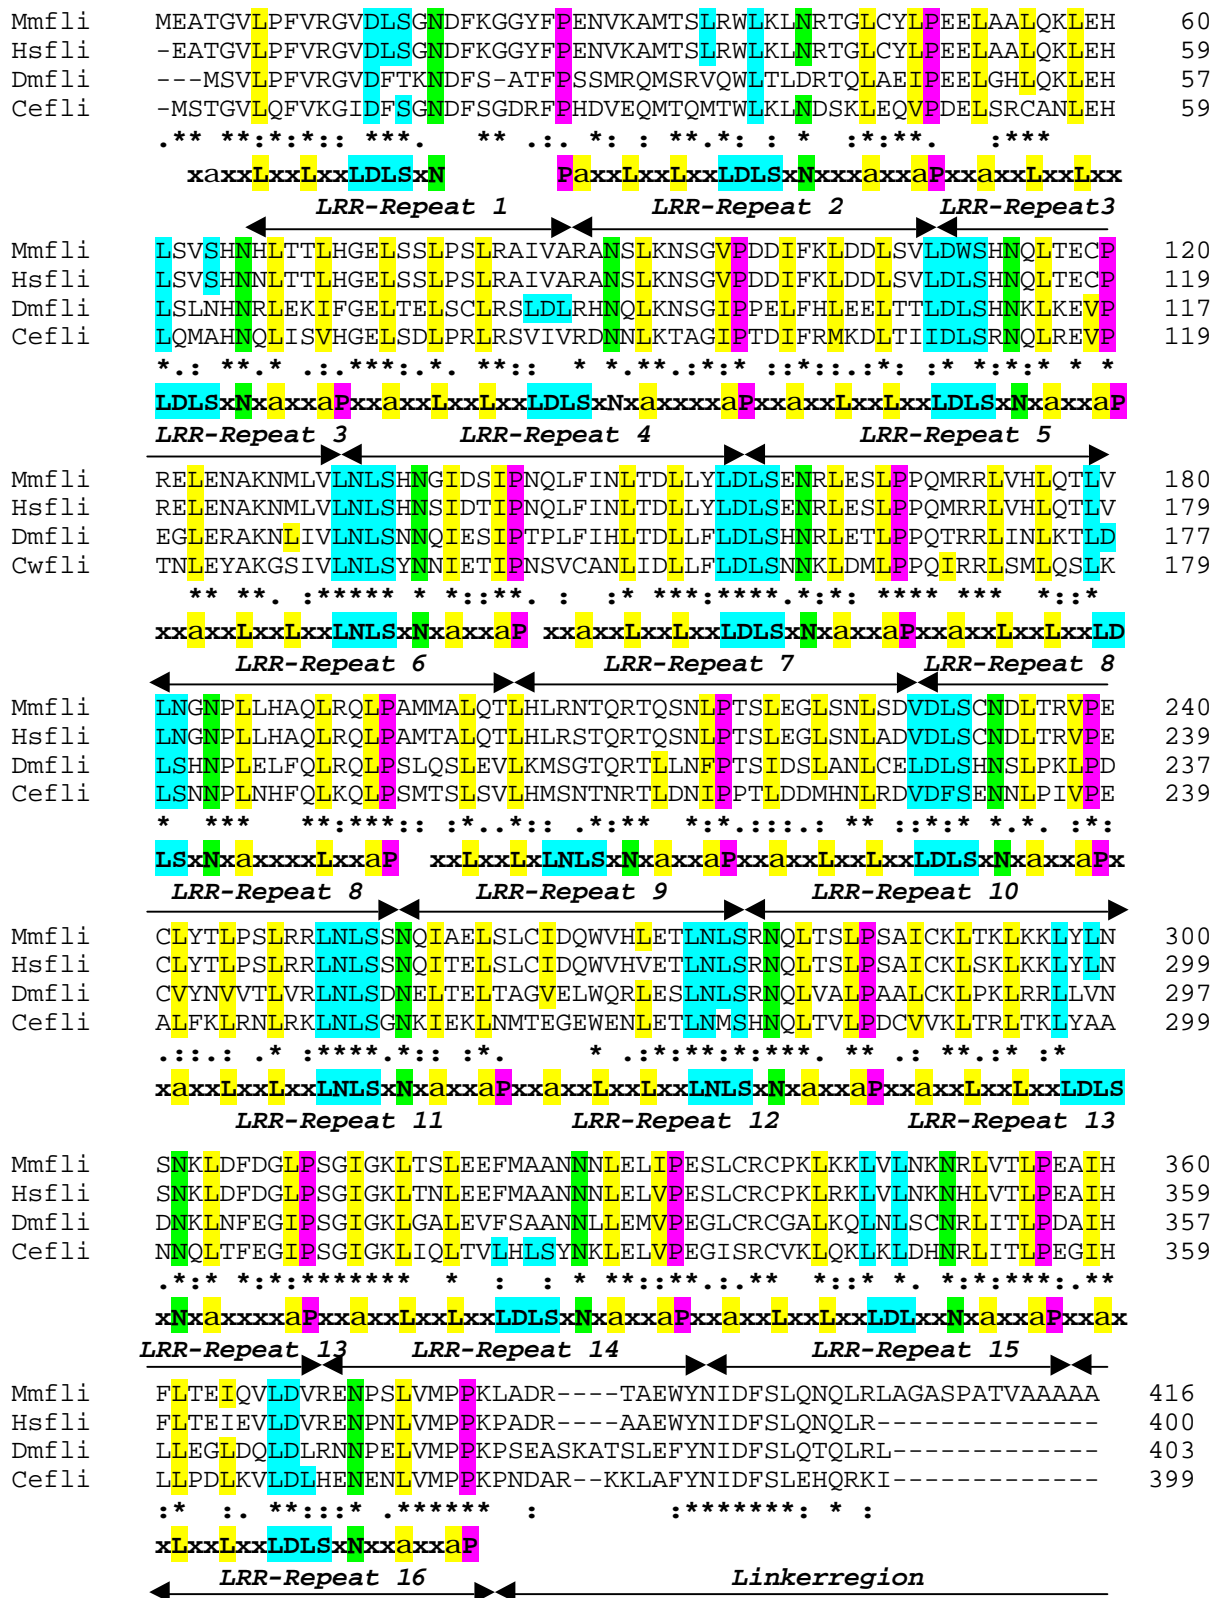 Mmfli MEATGVLPFVRGVDLSGNDFKGGYFPENVKAMTSLRWLKLNRTGLCYLPEELAALQKLEH 60
Hsfli -EATGVLPFVRGVDLSGNDFKGGYFPENVKAMTSLRWLKLNRTGLCYLPEELAALQKLEH 59
Dmfli ---MSVLPFVRGVDFTKNDFS-ATFPSSMRQMSRVQWLTLDRTQLAEIPEELGHLQKLEH 57
Cefli -MSTGVLQFVKGIDFSGNDFSGDRFPHDVEQMTQMTWLKLNDSKLEQVPDELSRCANLEH 59
.** **:*:** ***. ** .:. *: : **.*: * :*:**. :***
xaxxLxxLxxLDLSxN PaxxLxxLxxLDLSxNxxxaxxaPxxaxxLxxLxx
LRR-Repeat 1 LRR-Repeat 2 LRR-Repeat3
Mmfli LSVSHNHLTTLHGELSSLPSLRAIVARANSLKNSGVPDDIFKLDDLSVLDWSHNQLTECP 120
Hsfli LSVSHNNLTTLHGELSSLPSLRAIVARANSLKNSGVPDDIFKLDDLSVLDLSHNQLTECP 119
Dmfli LSLNHNRLEKIFGELTELSCLRSLDLRHNQLKNSGIPPELFHLEELTTLDLSHNKLKEVP 117
Cefli LQMAHNQLISVHGELSDLPRLRSVIVRDNNLKTAGIPTDIFRMKDLTIIDLSRNQLREVP 119
*.: **.* .:.***:.*. **:: * *.**.:*:* ::*::.:*: :***:*:* * *
LDLSxNxaxxaPxxaxxLxxLxxLDLSxNxaxxxxaPxxaxxLxxLxxLDLSxNxaxxaP
LRR-Repeat 3 LRR-Repeat 4 LRR-Repeat 5
Mmfli RELENAKNMLVLNLSHNGIDSIPNQLFINLTDLLYLDLSENRLESLPPQMRRLVHLQTLV 180
Hsfli RELENAKNMLVLNLSHNSIDTIPNQLFINLTDLLYLDLSENRLESLPPQMRRLVHLQTLV 179
Dmfli EGLERAKNLIVLNLSNNQIESIPTPLFIHLTDLLFLDLSHNRLETLPPQTRRLINLKTLD 177
Cwfli TNLEYAKGSIVLNLSYNNIETIPNSVCANLIDLLFLDLSNNKLDMLPPQIRRLSMLQSLK 179
** **. :***** * *::**. : :* ***:****.*:*: **** *** *::*
xxaxxLxxLxxLNLSxNxaxxaP xxaxxLxxLxxLDLSxNxaxxaPxxaxxLxxLxxLD
LRR-Repeat 6 LRR-Repeat 7 LRR-Repeat 8
Mmfli LNGNPLLHAQLRQLPAMMALQTLHLRNTQRTQSNLPTSLEGLSNLSDVDLSCNDLTRVPE 240
Hsfli LNGNPLLHAQLRQLPAMTALQTLHLRSTQRTQSNLPTSLEGLSNLADVDLSCNDLTRVPE 239
Dmfli LSHNPLELFQLRQLPSLQSLEVLKMSGTQRTLLNFPTSIDSLANLCELDLSHNSLPKLPD 237
Cefli LSNNPLNHFQLKQLPSMTSLSVLHMSNTNRTLDNIPPTLDDMHNLRDVDFSENNLPIVPE 239
* *** **:***:: :*..*:: .*:** *:*.:::.: ** ::*:* *.*. :*:
LSxNxaxxxxLxxaP xxLxxLxLNLSxNxaxxaPxxaxxLxxLxxLDLSxNxaxxaPx
LRR-Repeat 8 LRR-Repeat 9 LRR-Repeat 10
Mmfli CLYTLPSLRRLNLSSNQIAELSLCIDQWVHLETLNLSRNQLTSLPSAICKLTKLKKLYLN 300
Hsfli CLYTLPSLRRLNLSSNQITELSLCIDQWVHVETLNLSRNQLTSLPSAICKLSKLKKLYLN 299
Dmfli CVYNVVTLVRLNLSDNELTELTAGVELWQRLESLNLSRNQLVALPAALCKLPKLRRLLVN 297
Cefli ALFKLRNLRKLNLSGNKIEKLNMTEGEWENLETLNMSHNQLTVLPDCVVKLTRLTKLYAA 299
.::.: .* :****.*:: :*. * .:*:**:*:***. ** .: **.:* :*
xaxxLxxLxxLNLSxNxaxxaPxxaxxLxxLxxLNLSxNxaxxaPxxaxxLxxLxxLDLS
LRR-Repeat 11 LRR-Repeat 12 LRR-Repeat 13
Mmfli SNKLDFDGLPSGIGKLTSLEEFMAANNNLELIPESLCRCPKLKKLVLNKNRLVTLPEAIH 360
Hsfli SNKLDFDGLPSGIGKLTNLEEFMAANNNLELVPESLCRCPKLRKLVLNKNHLVTLPEAIH 359
Dmfli DNKLNFEGIPSGIGKLGALEVFSAANNLLEMVPEGLCRCGALKQLNLSCNRLITLPDAIH 357
Cefli NNQLTFEGIPSGIGKLIQLTVLHLSYNKLELVPEGISRCVKLQKLKLDHNRLITLPEGIH 359
.*:* *:*:******** * : : * **::**.:.** *::* *. *:*:***:.**
xNxaxxxxaPxxaxxLxxLxxLDLSxNxaxxaPxxaxxLxxLxxLDLxxNxaxxaPxxax
LRR-Repeat 13 LRR-Repeat 14 LRR-Repeat 15
Mmfli FLTEIQVLDVRENPSLVMPPKLADR----TAEWYNIDFSLQNQLRLAGASPATVAAAAA 416
Hsfli FLTEIEVLDVRENPNLVMPPKPADR----AAEWYNIDFSLQNQLR-------------- 400
Dmfli LLEGLDQLDLRNNPELVMPPKPSEASKATSLEFYNIDFSLQTQLRL------------- 403
Cefli LLPDLKVLDLHENENLVMPPKPNDAR--KKLAFYNIDFSLEHQRKI------------- 399
:* :. **:::* .****** : :*******: * :
xLxxLxxLDLSxNxxaxxaP
LRR-Repeat 16 Linkerregion